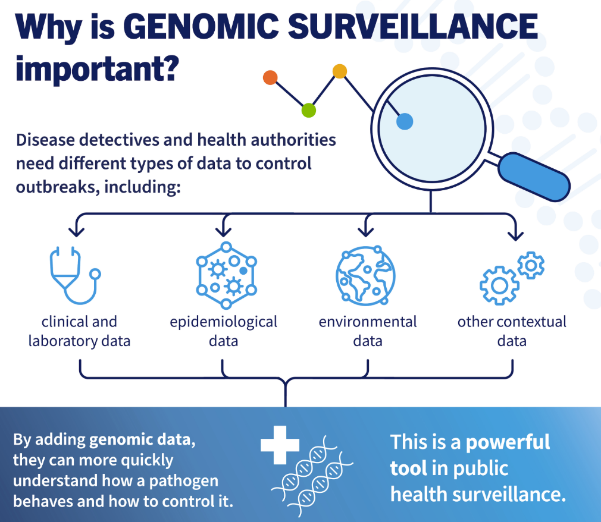 Why is GENOMIC SURVEILLANCE
important?
Disease detectives and health authorities
need different types of data to control
outbreaks, including:
clinical and
laboratory data
epidemiological
data
environmental
data
other contextual
data
By adding genomic data,
they can more quickly
understand how a pathogen
behaves and how to control it.
This is a powerful
tool in public
health surveillance.